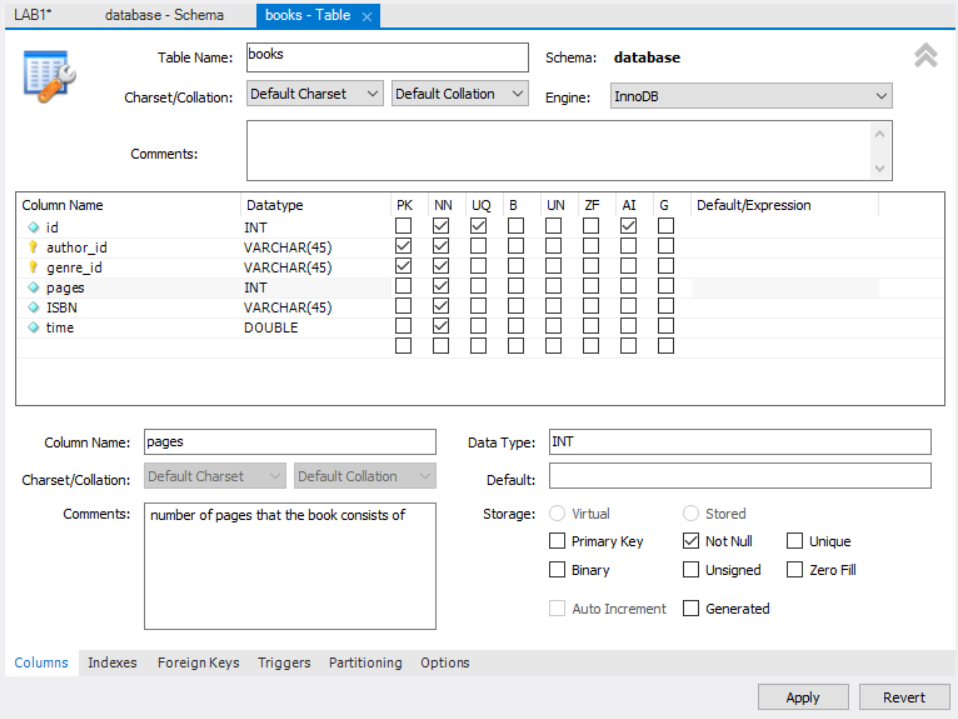 LAB1* database - Schema books - Table
Table Name: books Schema: database
Charset/Collation: Default Charset Default Collation Engine: InnoDB
Comments:
Column Name Datatype PK NN UQ B UN ZF AI G Default/Expression
id INT
author_id VARCHAR(45)
genre_id VARCHAR(45)
pages INT
ISBN VARCHAR(45)
time DOUBLE
Column Name: pages Data Type: INT
Charset/Collation: Default Charset Default Collation Default:
Comments: number of pages that the book consists of Storage: Virtual Stored
Primary Key Not Null Unique
Binary Unsigned Zero Fill
Auto Increment Generated
Columns Indexes Foreign Keys Triggers Partitioning Options
Apply Revert